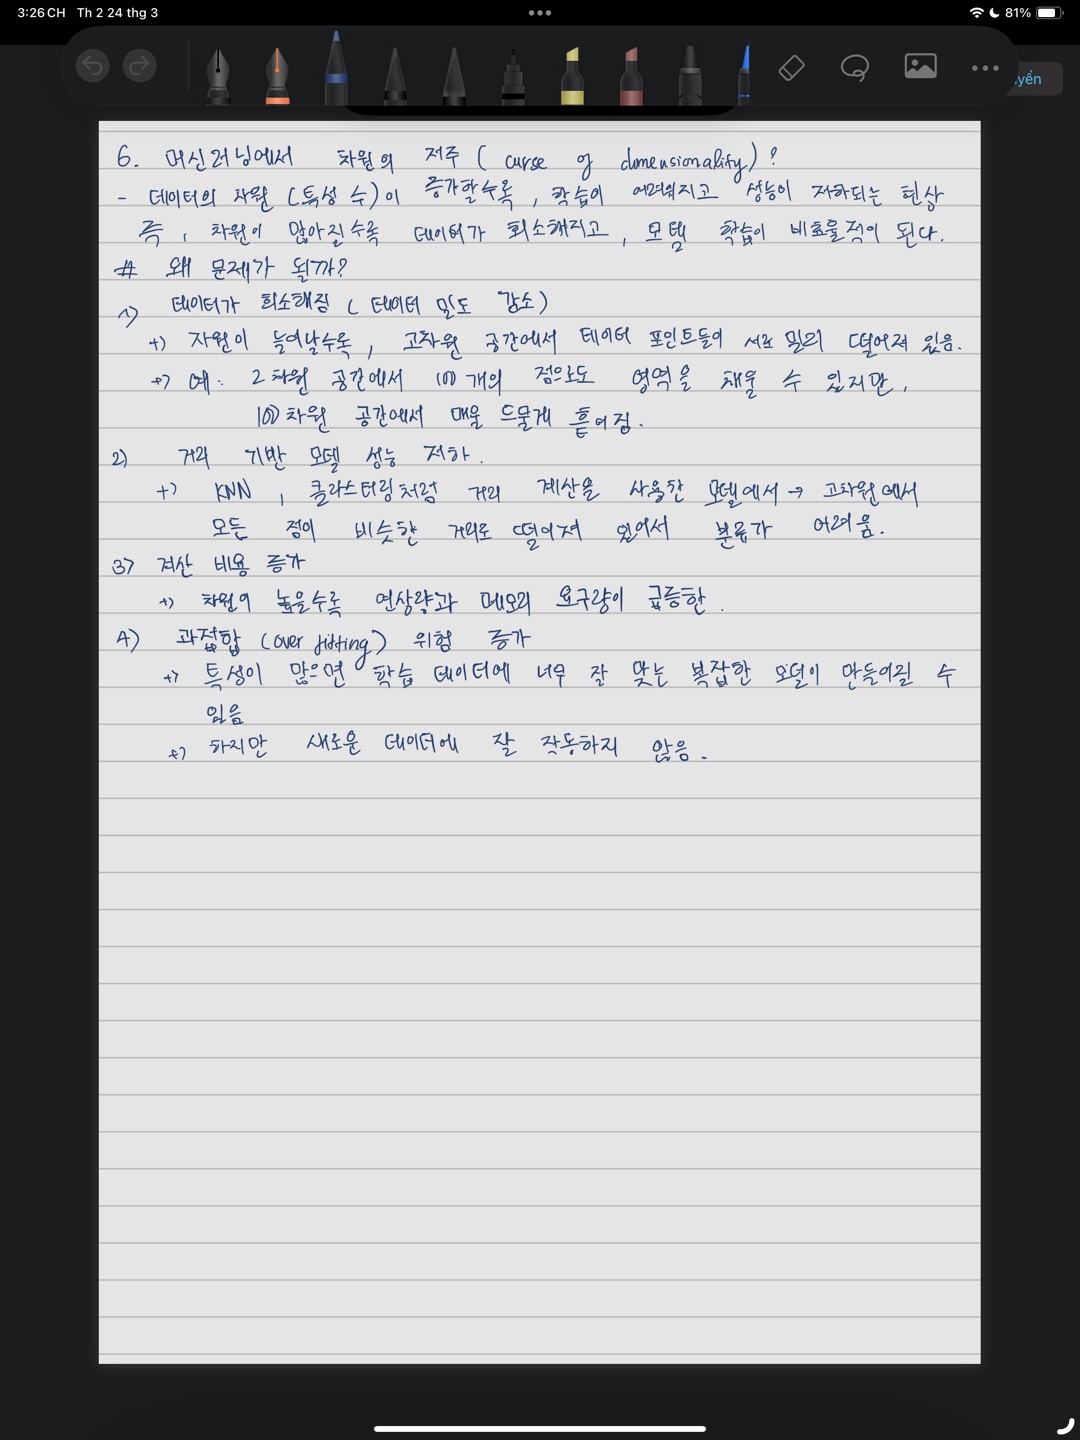 3:26 CH Th 2 24 thg 3
81%
yển
6. 머신러닝에서 차원의 저주 (curse of dimensionality)?
- 데이터의 차원 (특성 수)이 증가할수록, 학습이 어려워지고 성능이 저하되는 현상
즉, 차원이 많아질수록 데이터가 희소해지고, 모델 학습이 비효율적이 된다.
# 왜 문제가 될까?
1) 데이터가 희소해짐 (데이터 밀도 감소)
+) 차원이 늘어날수록, 고차원 공간에서 데이터 포인트들이 서로 멀리 떨어져 있음.
+) 예: 2차원 공간에서 100개의 점으로도 영역을 채울 수 있지만,
100차원 공간에서 매울 드물게 흩어짐.
2) 거리 기반 모델 성능 저하.
+) KNN, 클러스터링처럼 거리 계산을 사용한 모델에서 → 고차원에서
모든 점이 비슷한 거리로 떨어져 있어서 분류가 어려움.
3) 계산 비용 증가
+) 차원이 높을수록 연상량과 메모리 요구량이 급등한.
4) 과적합 (over fitting) 위험 증가
+) 특성이 많으면 학습 데이터에 너무 잘 맞는 복잡한 모델이 만들어질 수
있음
+) 하지만 새로운 데이터에 잘 작동하지 않음.